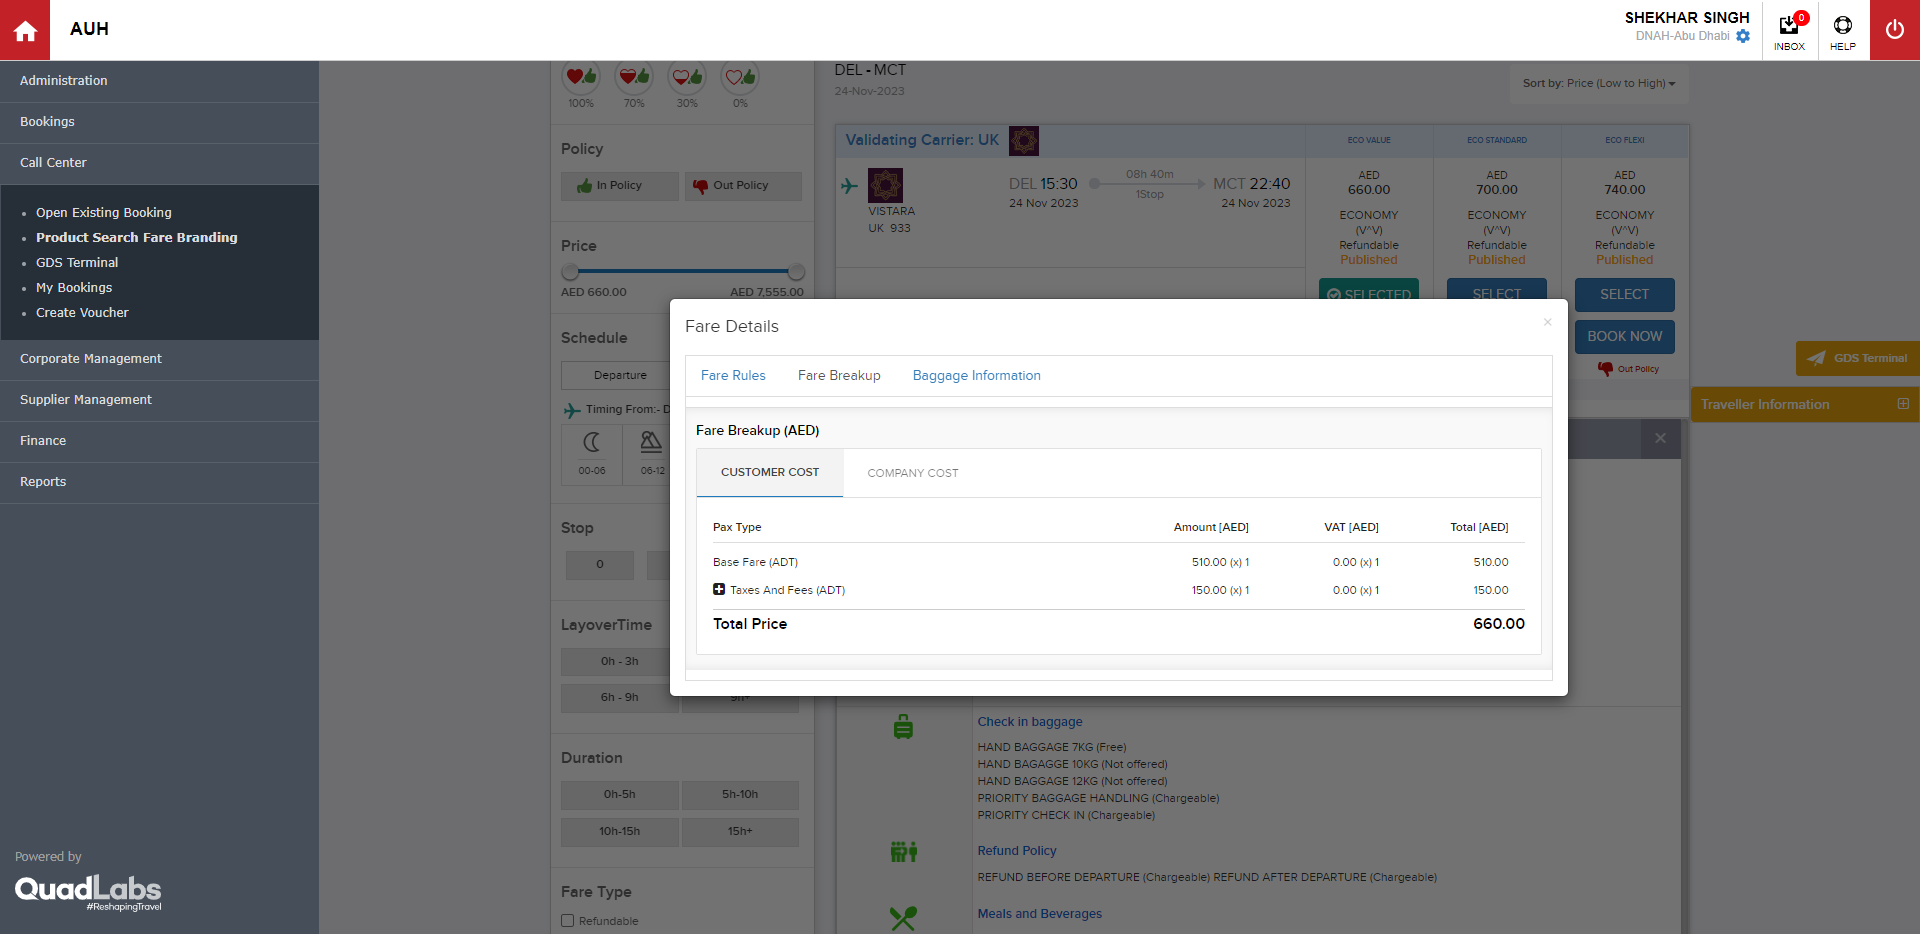 AUH
SHEKHAR SINGH
DNAH-Abu Dhabi
0
INBOX
HELP
Administration
Bookings
Call Center
Open Existing Booking
Product Search Fare Branding
GDS Terminal
My Bookings
Create Voucher
Corporate Management
Supplier Management
Finance
Reports
Powered by
QuadLabs
#ReshapingTravel
100% 70% 30% 0%
Policy
In Policy Out Policy
Price
AED 660.00 AED 7,555.00
Schedule
Departure
Timing From:- D
00-06 06-12
Stop
0
LayoverTime
0h - 3h
6h - 9h 9h+
Duration
0h-5h 5h-10h
10h-15h 15h+
Fare Type
Refundable
DEL - MCT
24-Nov-2023
Sort by: Price (Low to High)
Validating Carrier: UK
ECO VALUE ECO STANDARD ECO FLEXI
VISTARA
UK 933
DEL 15:30
24 Nov 2023
08h 40m
1Stop
MCT 22:40
24 Nov 2023
AED
660.00
ECONOMY
(V^V)
Refundable
Published
SELECTED
AED
700.00
ECONOMY
(V^V)
Refundable
Published
SELECT
AED
740.00
ECONOMY
(V^V)
Refundable
Published
SELECT
BOOK NOW
Out Policy
GDS Terminal
Traveller Information
Fare Details
×
Fare Rules Fare Breakup Baggage Information
Fare Breakup (AED)
CUSTOMER COST COMPANY COST
Pax Type Amount [AED] VAT [AED] Total [AED]
Base Fare (ADT) 510.00 (x) 1 0.00 (x) 1 510.00
Taxes And Fees (ADT) 150.00 (x) 1 0.00 (x) 1 150.00
Total Price 660.00
Check in baggage
HAND BAGGAGE 7KG (Free)
HAND BAGAGGE 10KG (Not offered)
HAND BAGGAGE 12KG (Not offered)
PRIORITY BAGGAGE HANDLING (Chargeable)
PRIORITY CHECK IN (Chargeable)
Refund Policy
REFUND BEFORE DEPARTURE (Chargeable) REFUND AFTER DEPARTURE (Chargeable)
Meals and Beverages